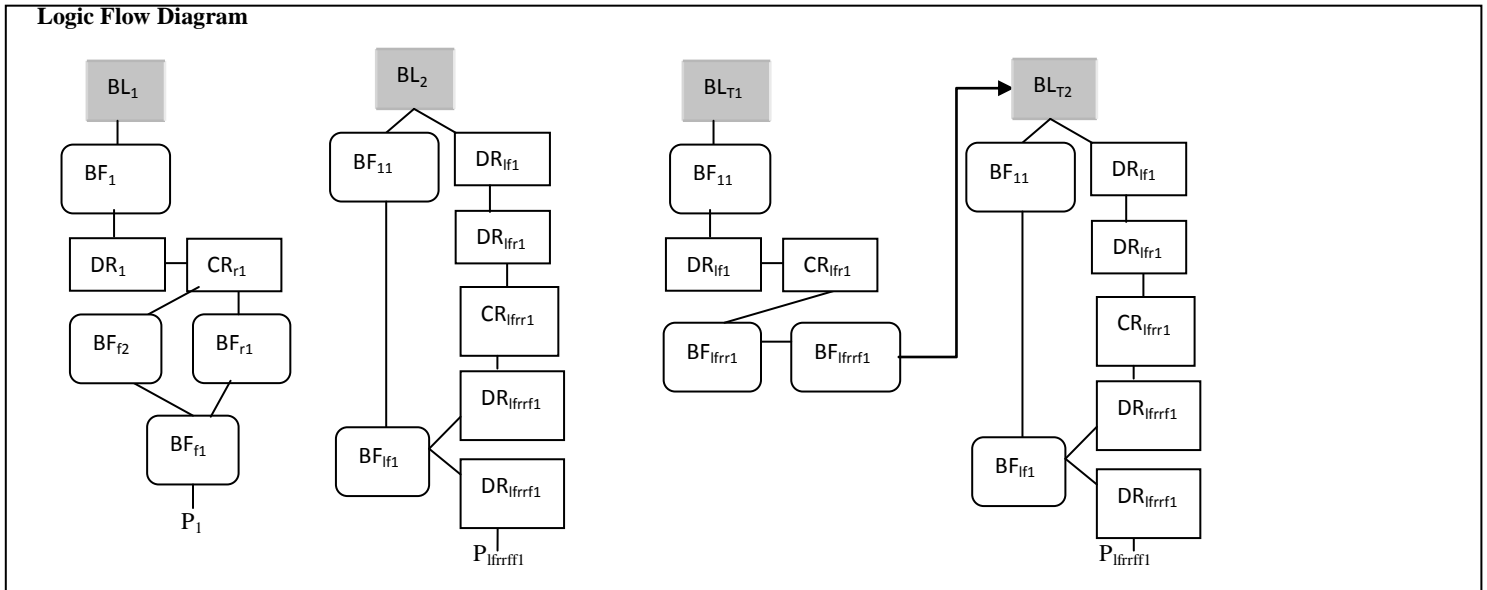 Logic Flow Diagram
BL1
BF1
DR1
CRr1
BFf2
BFr1
BFf1
P1
BL2
BF11
DRlf1
DRlfr1
CRlfrr1
DRlfrrf1
BFlf1
DRlfrrf1
Plfrrff1
BLT1
BF11
DRlf1
CRlfr1
BFlfrr1
BFlfrrf1
BLT2
BF11
DRlf1
DRlfr1
CRlfrr1
DRlfrrf1
BFlf1
DRlfrrf1
Plfrrff1